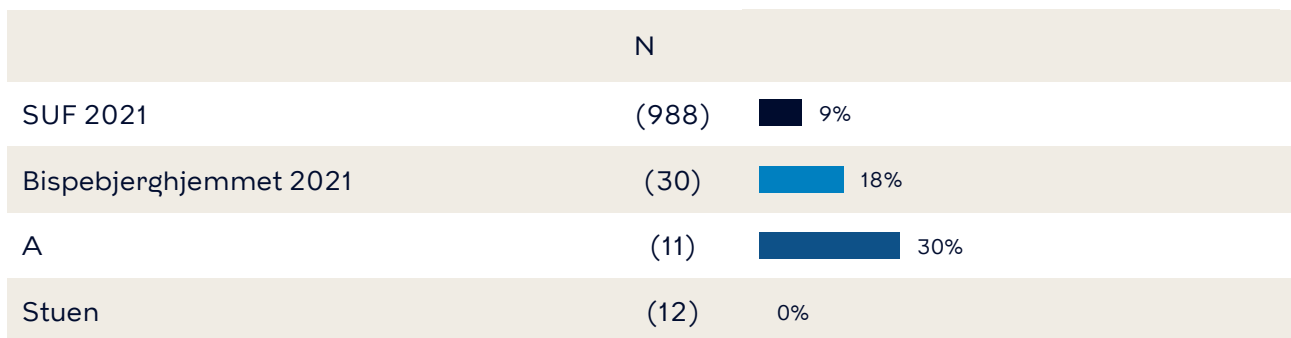 N
SUF 2021 (988) 9%
Bispebjerghjemmet 2021 (30) 18%
A (11) 30%
Stuen (12) 0%